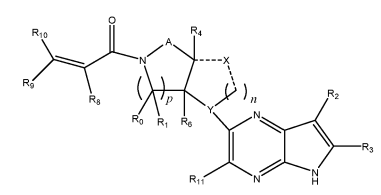 O
R₁₀
R₄
A
X
N
R₉
R₈
( )p
( )n
R₀
R₁
R₆
Y
R₂
N
R₃
R₁₁
N
N
H